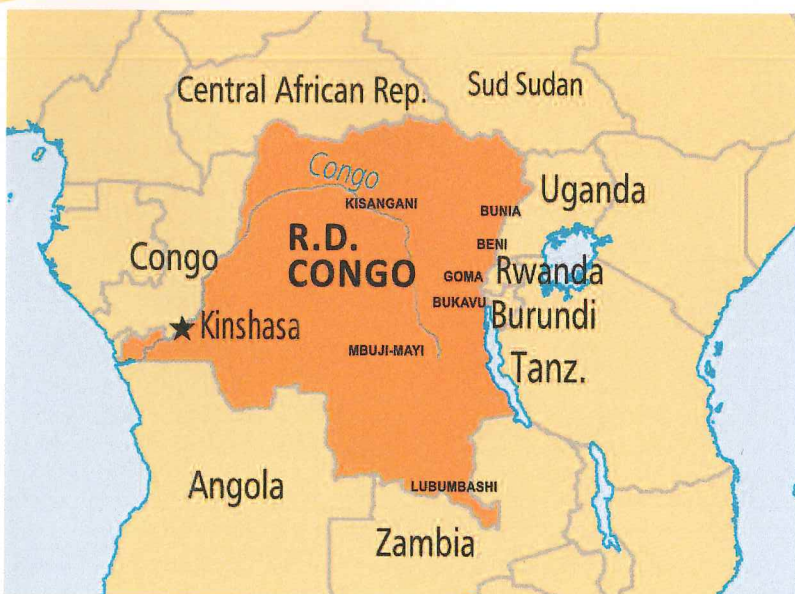 Central African Rep.
Sud Sudan
Congo
KISANGANI
Uganda
BUNIA
R.D.
CONGO
BENI
Congo
GOMA
Rwanda
BUKAVU
Burundi
Kinshasa
MBUJI-MAYI
Tanz.
Angola
LUBUMBASHI
Zambia